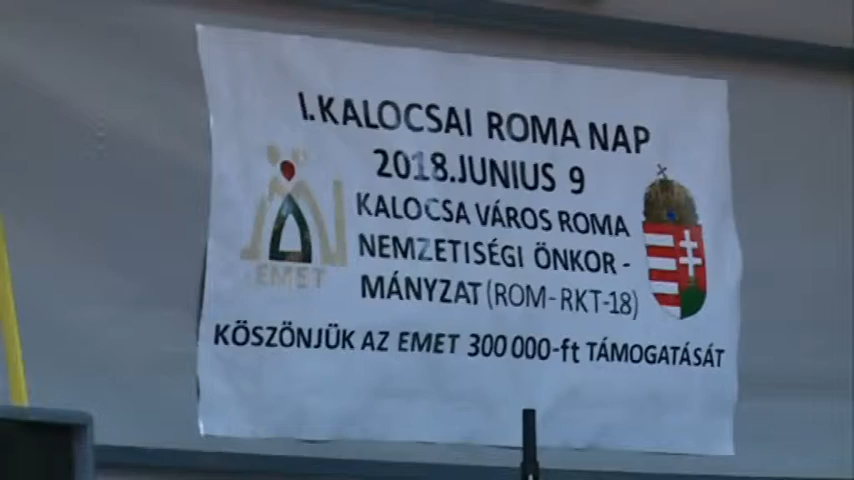 I.KALOCSAI ROMA NAP
2018.JUNIUS 9
KALOCSA VÁROS ROMA
NEMZETISÉGI ÖNKOR -
MÁNYZAT (ROM-RKT-18)
EMET
KÖSZÖNJÜK AZ EMET 300 000-ft TÁMOGATÁSÁT